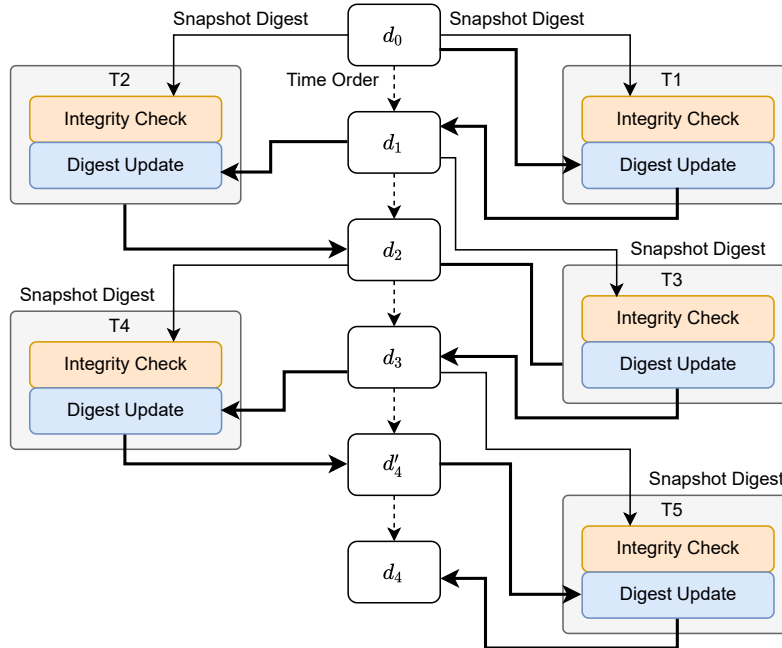 Snapshot Digest
d₀
Snapshot Digest
T2
Time Order
T1
Integrity Check
d₁
Integrity Check
Digest Update
Digest Update
d₂
Snapshot Digest
Snapshot Digest
T3
T4
Integrity Check
Integrity Check
d₃
Digest Update
Digest Update
d₄′
Snapshot Digest
T5
Integrity Check
d₄
Digest Update